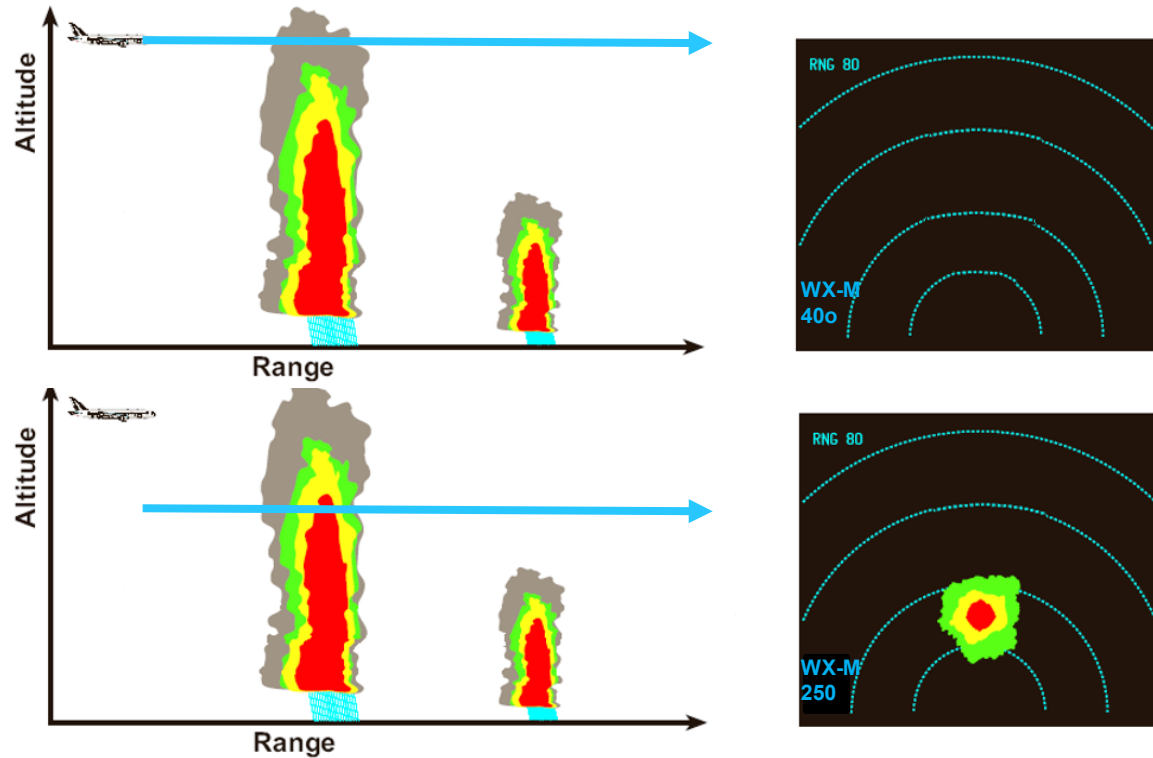 Altitude
Range
RNG 80
WX-M
40o
Altitude
Range
RNG 80
WX-M
250